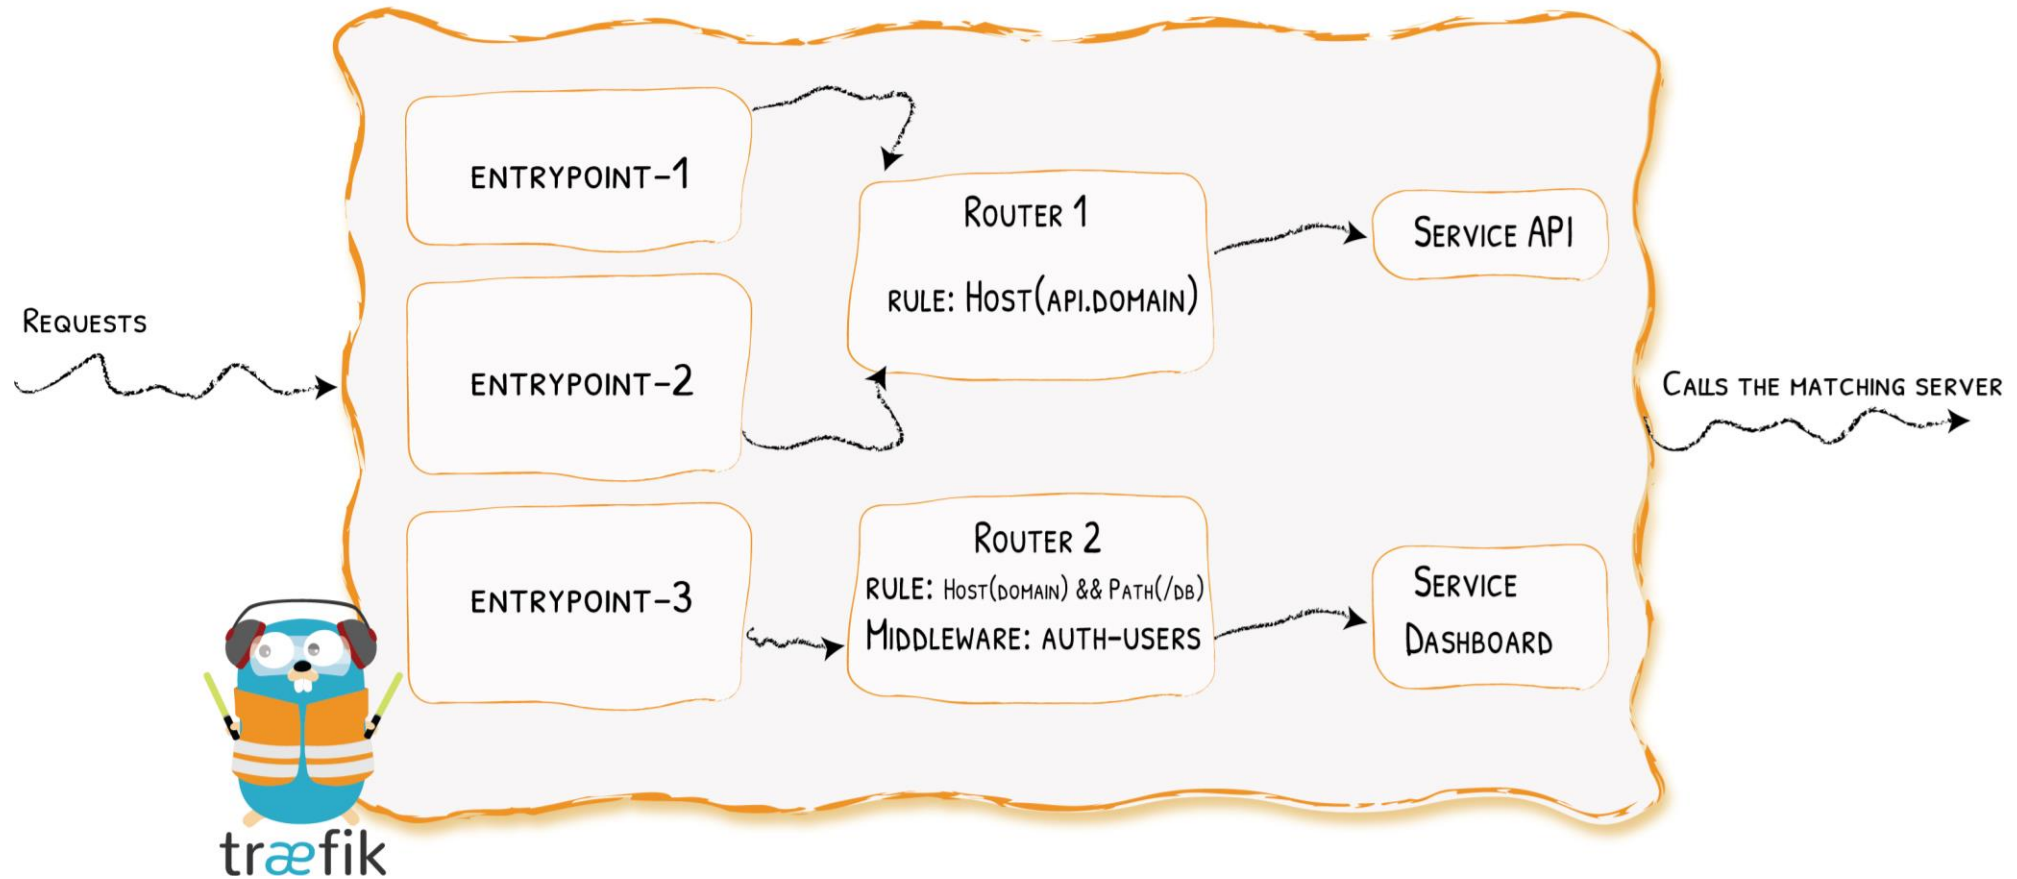 Requests
entrypoint-1
entrypoint-2
entrypoint-3
Router 1
rule: Host(api.domain)
Router 2
rule: Host(domain) && Path(/db)
Middleware: auth-users
Service API
Service
Dashboard
Calls the matching server
træfik